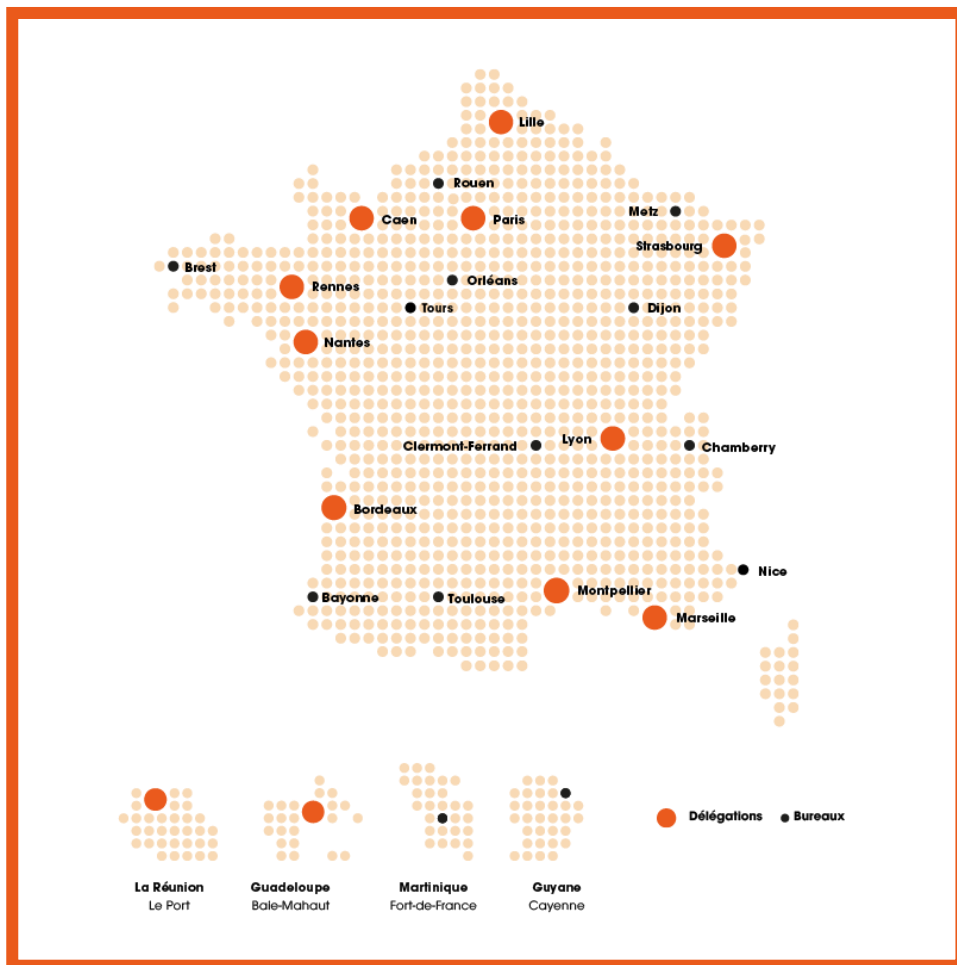 Lille
Rouen
Metz
Caen
Paris
Strasbourg
Brest
Orléans
Rennes
Tours
Dijon
Nantes
Lyon
Clermont-Ferrand
Chamberry
Bordeaux
Nice
Montpellier
Bayonne
Toulouse
Marseille
Délégations
Bureaux
La Réunion
Le Port
Guadeloupe
Baie-Mahaut
Martinique
Fort-de-France
Guyane
Cayenne